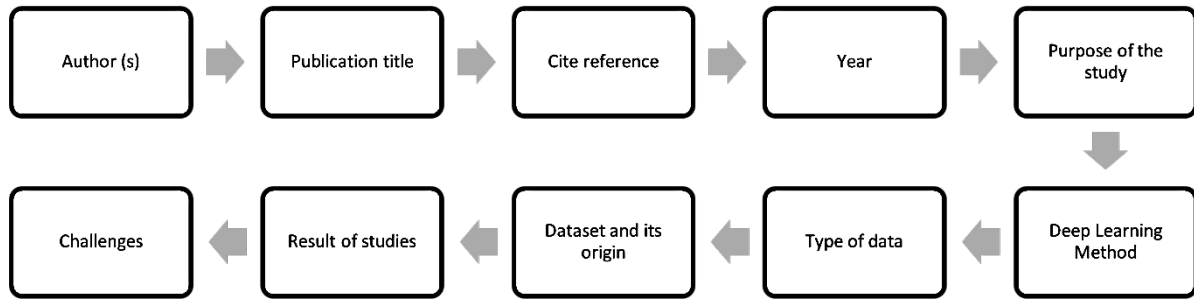 Author (s)
Publication title
Cite reference
Year
Purpose of the
study
Deep Learning
Method
Type of data
Dataset and its
origin
Result of studies
Challenges